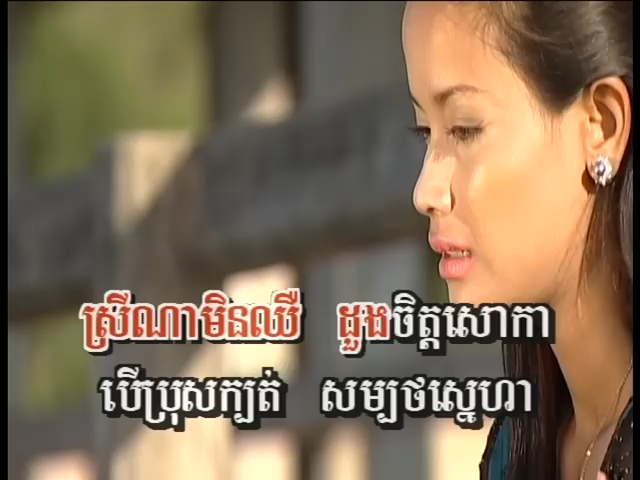 ស្រីណាមិនឈឺ ដួងចិត្តសោកា
បើប្រុសក្បត់ សម្បថស្នេហា